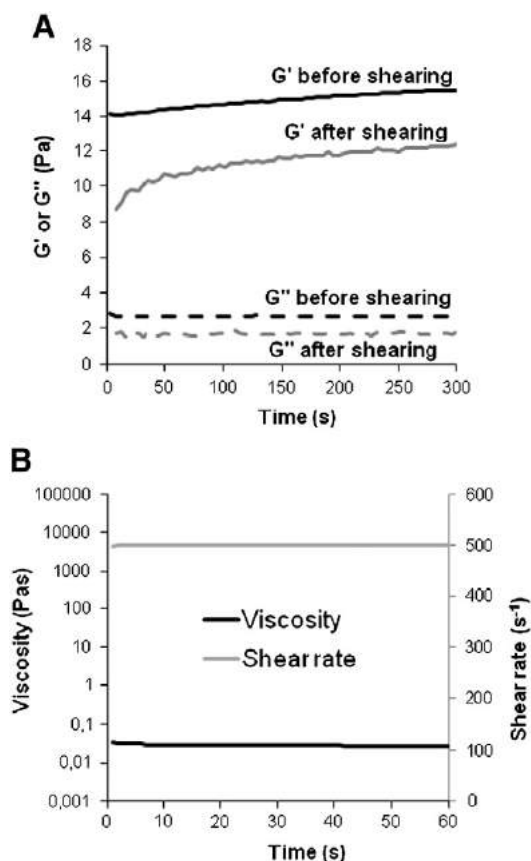 A
G' or G'' (Pa)
18
16
14
12
10
8
6
4
2
0
G' before shearing
G' after shearing
G'' before shearing
G'' after shearing
0 50 100 150 200 250 300
Time (s)
B
Viscosity (Pas)
100000
10000
1000
100
10
1
0,1
0,01
0,001
Viscosity
Shear rate
600
500
400
300
200
100
0
Shear rate (s⁻¹)
0 10 20 30 40 50 60
Time (s)